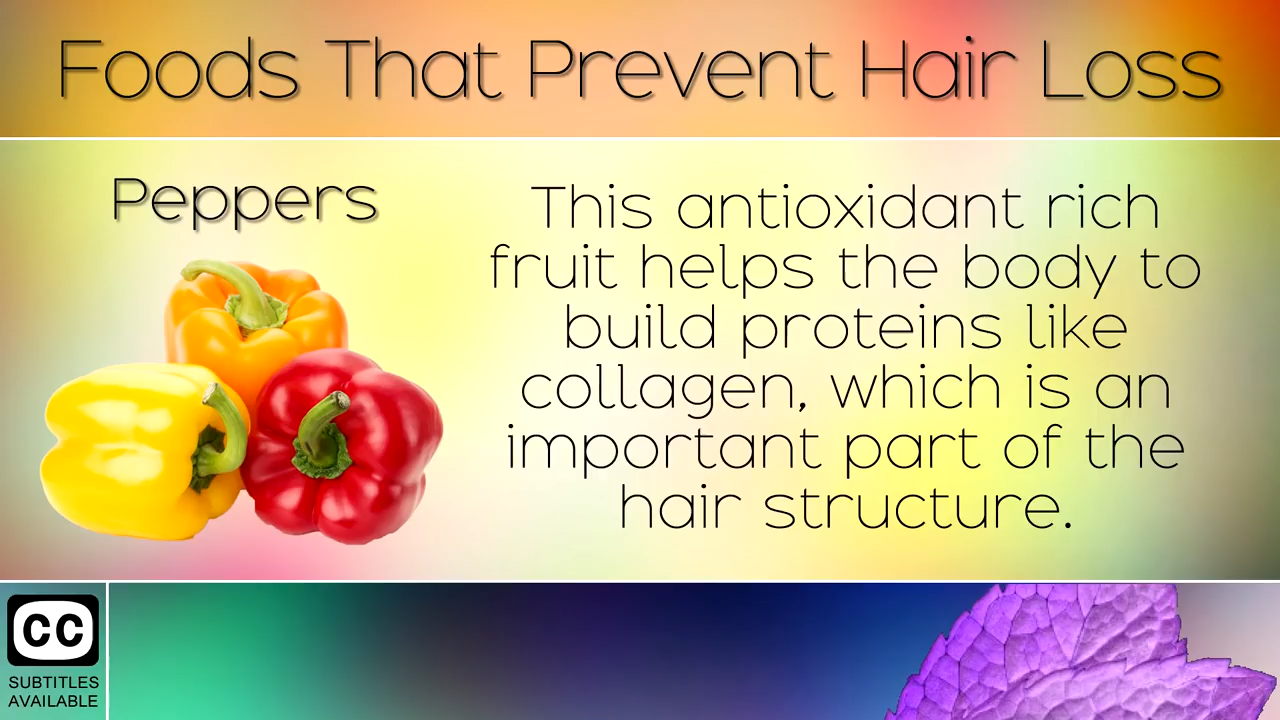 Foods That Prevent Hair Loss
Peppers
This antioxidant rich
fruit helps the body to
build proteins like
collagen, which is an
important part of the
hair structure.
CC
SUBTITLES
AVAILABLE